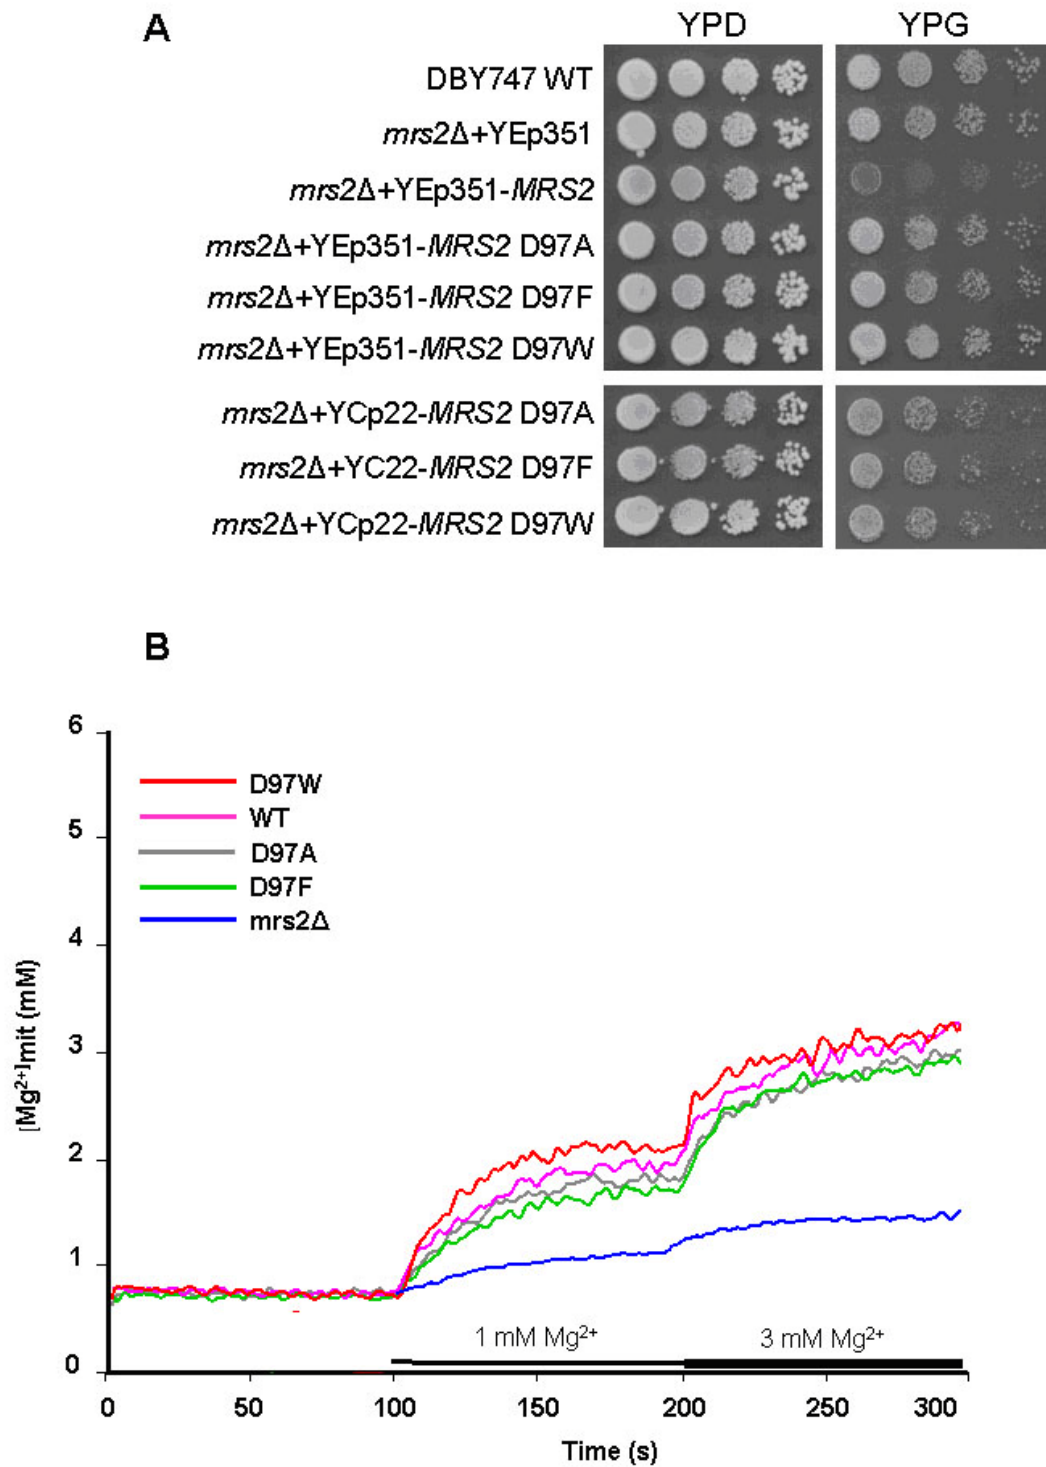 A
YPD YPG
DBY747 WT
mrs2Δ+YEp351
mrs2Δ+YEp351-MRS2
mrs2Δ+YEp351-MRS2 D97A
mrs2Δ+YEp351-MRS2 D97F
mrs2Δ+YEp351-MRS2 D97W
mrs2Δ+YCp22-MRS2 D97A
mrs2Δ+YC22-MRS2 D97F
mrs2Δ+YCp22-MRS2 D97W
B
6
5
4
3
2
1
0
[Mg²⁺]mit (mM)
D97W
WT
D97A
D97F
mrs2Δ
1 mM Mg²⁺ 3 mM Mg²⁺
0 50 100 150 200 250 300
Time (s)